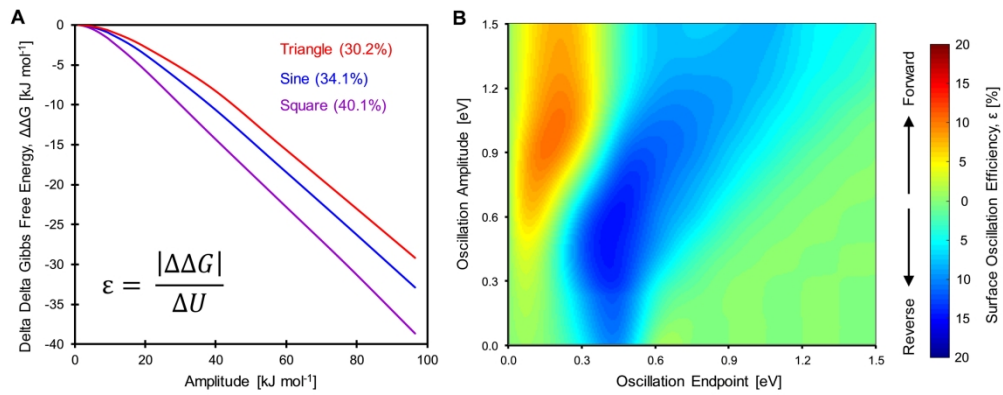 A
Delta Delta Gibbs Free Energy, ΔΔG [kJ mol⁻¹]
0
-5
-10
-15
-20
-25
-30
-35
-40
Triangle (30.2%)
Sine (34.1%)
Square (40.1%)
ε = |ΔΔG| / ΔU
0 20 40 60 80 100
Amplitude [kJ mol⁻¹]
B
Oscillation Amplitude [eV]
1.5
1.2
0.9
0.6
0.3
0.0
0.0 0.3 0.6 0.9 1.2 1.5
Oscillation Endpoint [eV]
Forward
Reverse
20
15
10
5
0
5
10
15
20
Surface Oscillation Efficiency, ε [%]